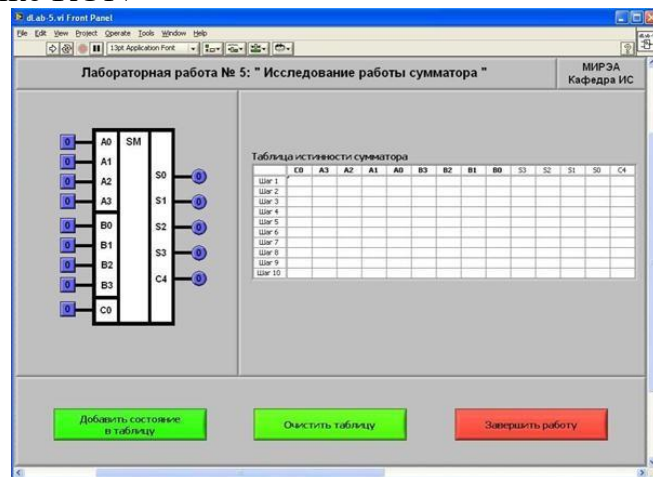 dLab-5.vi Front Panel
File Edit View Project Operate Tools Window Help
13pt Application Font
Лабораторная работа № 5: " Исследование работы сумматора "
МИРЭА
Кафедра ИС
0 A0 SM
0 A1
0 A2 S0 0
0 A3 S1 0
0 B0 S2 0
0 B1 S3 0
0 B2 C4 0
0 B3
0 C0
Таблица истинности сумматора
C0 A3 A2 A1 A0 B3 B2 B1 B0 S3 S2 S1 S0 C4
Шаг 1
Шаг 2
Шаг 3
Шаг 4
Шаг 5
Шаг 6
Шаг 7
Шаг 8
Шаг 9
Шаг 10
Добавить состояние
в таблицу
Очистить таблицу
Завершить работу